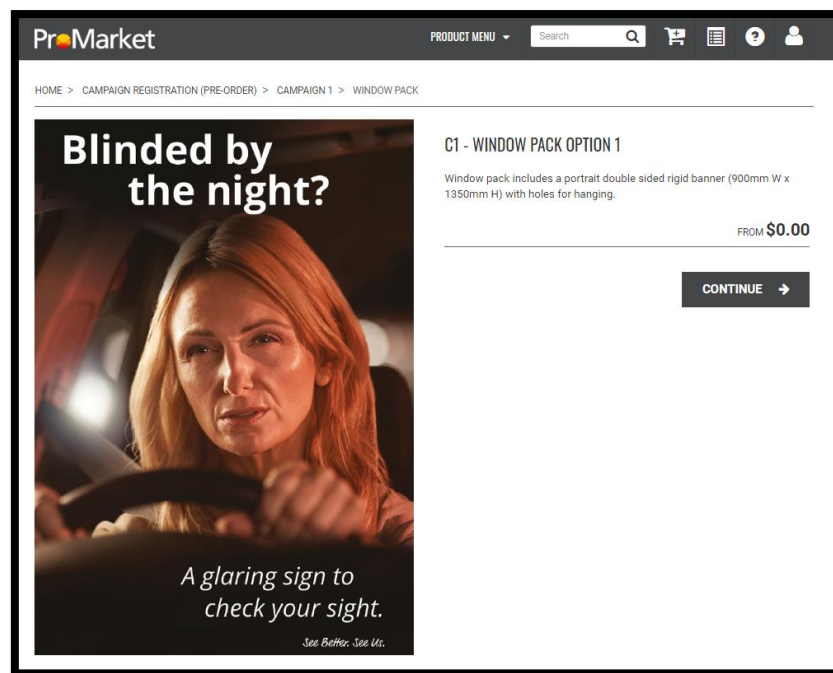 ProMarket
PRODUCT MENU
Search
HOME > CAMPAIGN REGISTRATION (PRE-ORDER) > CAMPAIGN 1 > WINDOW PACK
Blinded by
the night?
A glaring sign to
check your sight.
See Better. See Us.
C1 - WINDOW PACK OPTION 1
Window pack includes a portrait double sided rigid banner (900mm W x
1350mm H) with holes for hanging.
FROM $0.00
CONTINUE